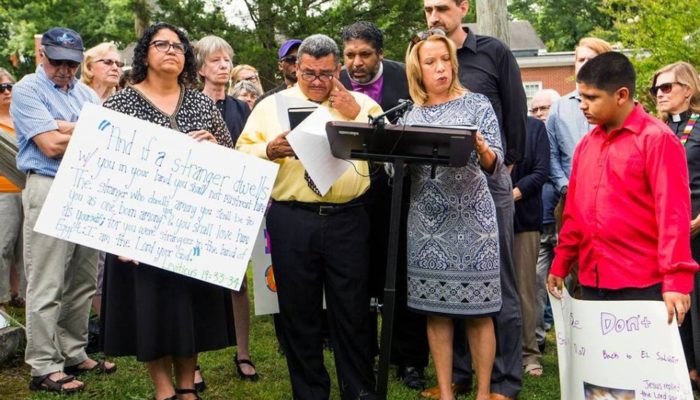 "And if a stranger dwells
w/ you in your land, you shall not mistreat him.
The stranger who dwells among you shall be to
you as one born among you & you shall love him
as yourself; for you were strangers in the land of
Egypt: I am the Lord your God."
Leviticus 19:33-34
Don't
Back to El Salvador
Jesus
the Lord